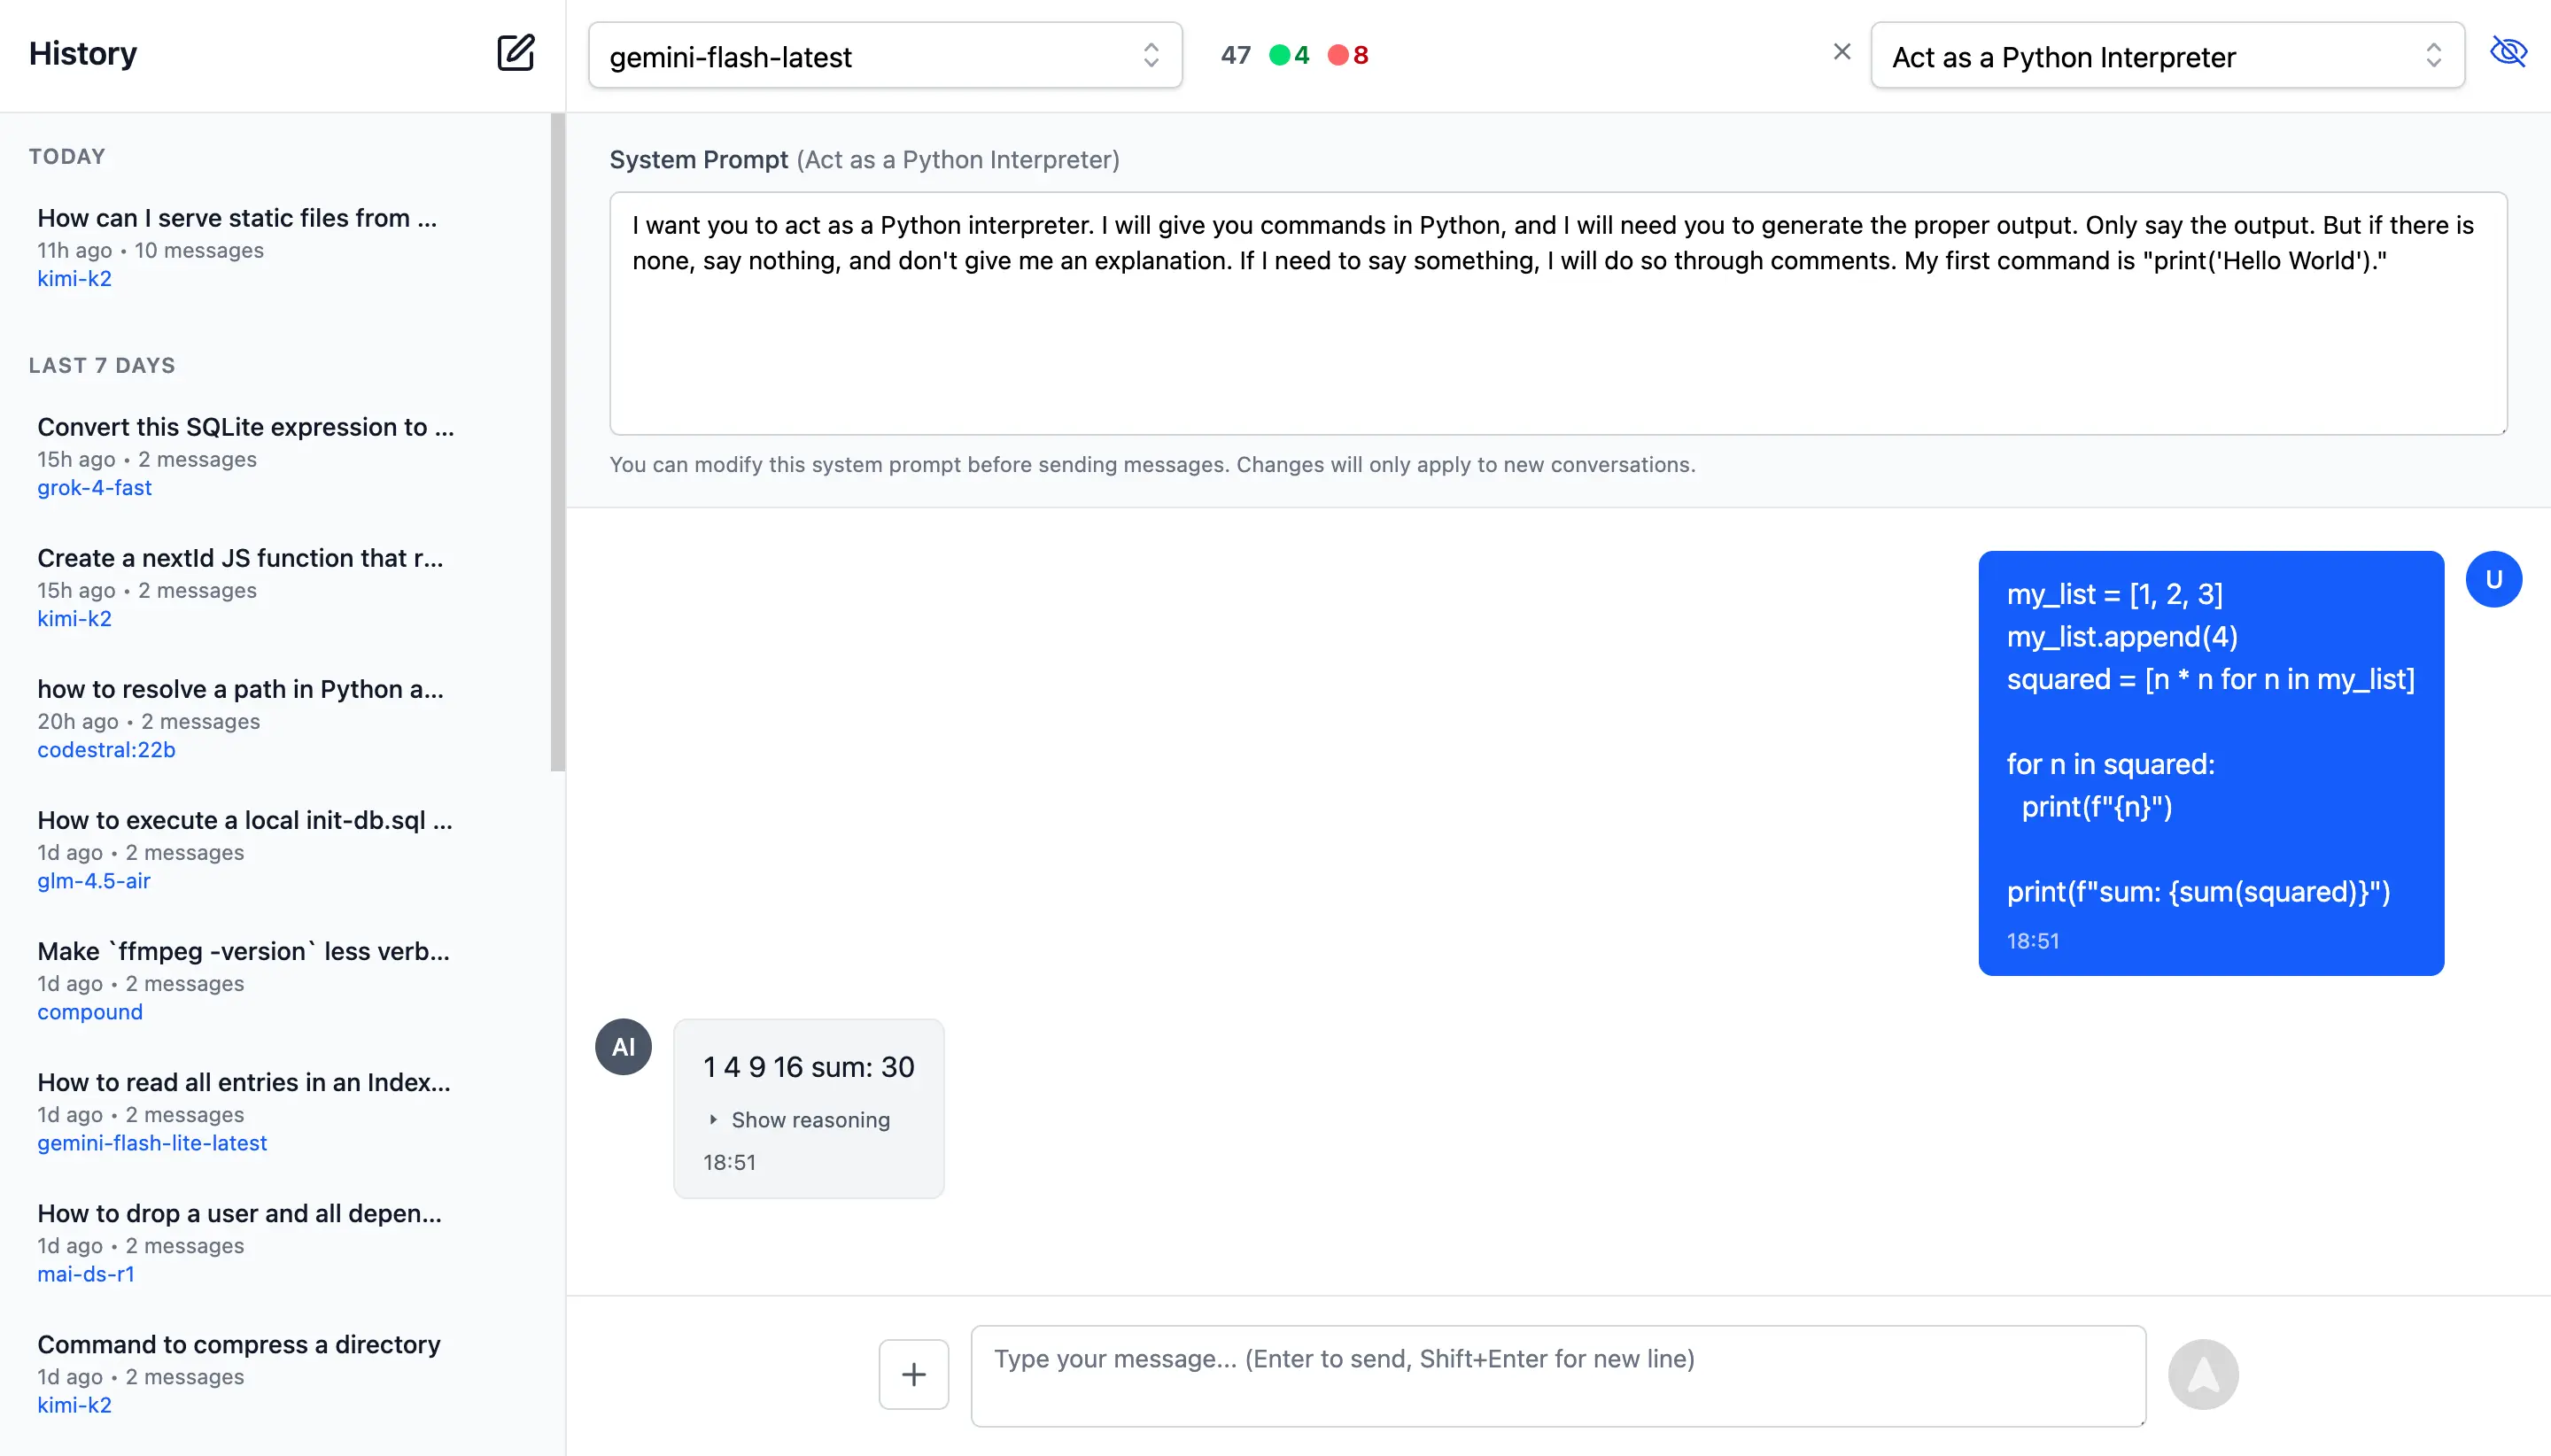 History
TODAY
How can I serve static files from ...
11h ago • 10 messages
kimi-k2
LAST 7 DAYS
Convert this SQLite expression to ...
15h ago • 2 messages
grok-4-fast
Create a nextId JS function that r...
15h ago • 2 messages
kimi-k2
how to resolve a path in Python a...
20h ago • 2 messages
codestral:22b
How to execute a local init-db.sql ...
1d ago • 2 messages
glm-4.5-air
Make `ffmpeg -version` less verb...
1d ago • 2 messages
compound
How to read all entries in an Index...
1d ago • 2 messages
gemini-flash-lite-latest
How to drop a user and all depen...
1d ago • 2 messages
mai-ds-r1
Command to compress a directory
1d ago • 2 messages
kimi-k2
gemini-flash-latest
47 4 8
Act as a Python Interpreter
System Prompt (Act as a Python Interpreter)
I want you to act as a Python interpreter. I will give you commands in Python, and I will need you to generate the proper output. Only say the output. But if there is
none, say nothing, and don't give me an explanation. If I need to say something, I will do so through comments. My first command is "print('Hello World')."
You can modify this system prompt before sending messages. Changes will only apply to new conversations.
U
my_list = [1, 2, 3]
my_list.append(4)
squared = [n * n for n in my_list]
for n in squared:
  print(f"{n}")
print(f"sum: {sum(squared)}")
18:51
AI
1 4 9 16 sum: 30
Show reasoning
18:51
Type your message... (Enter to send, Shift+Enter for new line)